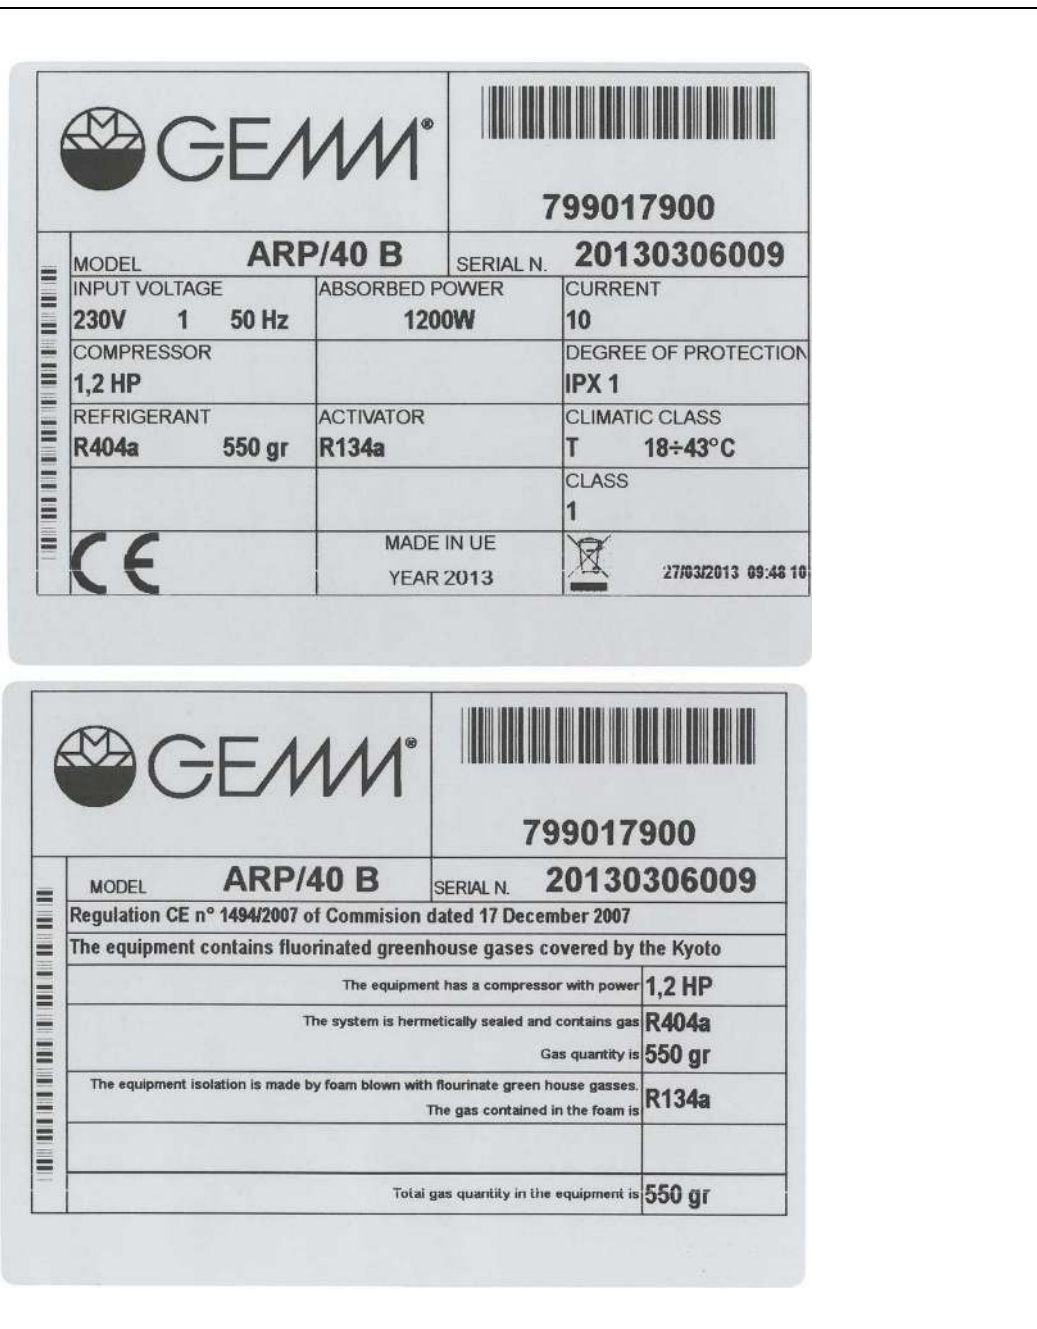 GEMM®
799017900
MODEL ARP/40 B SERIAL N. 20130306009
INPUT VOLTAGE ABSORBED POWER CURRENT
230V 1 50 Hz 1200W 10
COMPRESSOR DEGREE OF PROTECTION
1,2 HP IPX 1
REFRIGERANT ACTIVATOR CLIMATIC CLASS
R404a 550 gr R134a T 18÷43°C
CLASS
1
CE MADE IN UE
YEAR 2013 27/03/2013 09:48 10
GEMM®
799017900
MODEL ARP/40 B SERIAL N. 20130306009
Regulation CE n° 1494/2007 of Commision dated 17 December 2007
The equipment contains fluorinated greenhouse gases covered by the Kyoto
The equipment has a compressor with power 1,2 HP
The system is hermetically sealed and contains gas R404a
Gas quantity is 550 gr
The equipment isolation is made by foam blown with flourinate green house gasses.
The gas contained in the foam is R134a
Total gas quantity in the equipment is 550 gr